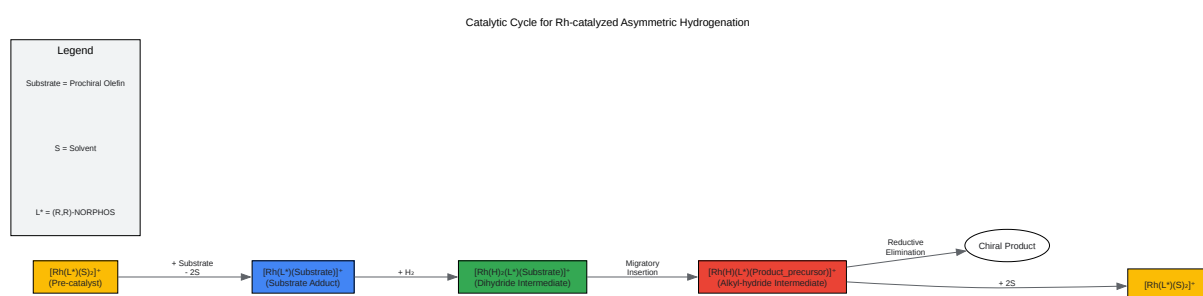 Catalytic Cycle for Rh-catalyzed Asymmetric Hydrogenation
Legend
Substrate = Prochiral Olefin
S = Solvent
L* = (R,R)-NORPHOS
[Rh(L*)(S)₂]⁺
(Pre-catalyst)
+ Substrate
- 2S
[Rh(L*)(Substrate)]⁺
(Substrate Adduct)
+ H₂
[Rh(H)₂(L*)(Substrate)]⁺
(Dihydride Intermediate)
Migratory
Insertion
[Rh(H)(L*)(Product_precursor)]⁺
(Alkyl-hydride Intermediate)
Reductive
Elimination
Chiral Product
+ 2S
[Rh(L*)(S)₂]⁺